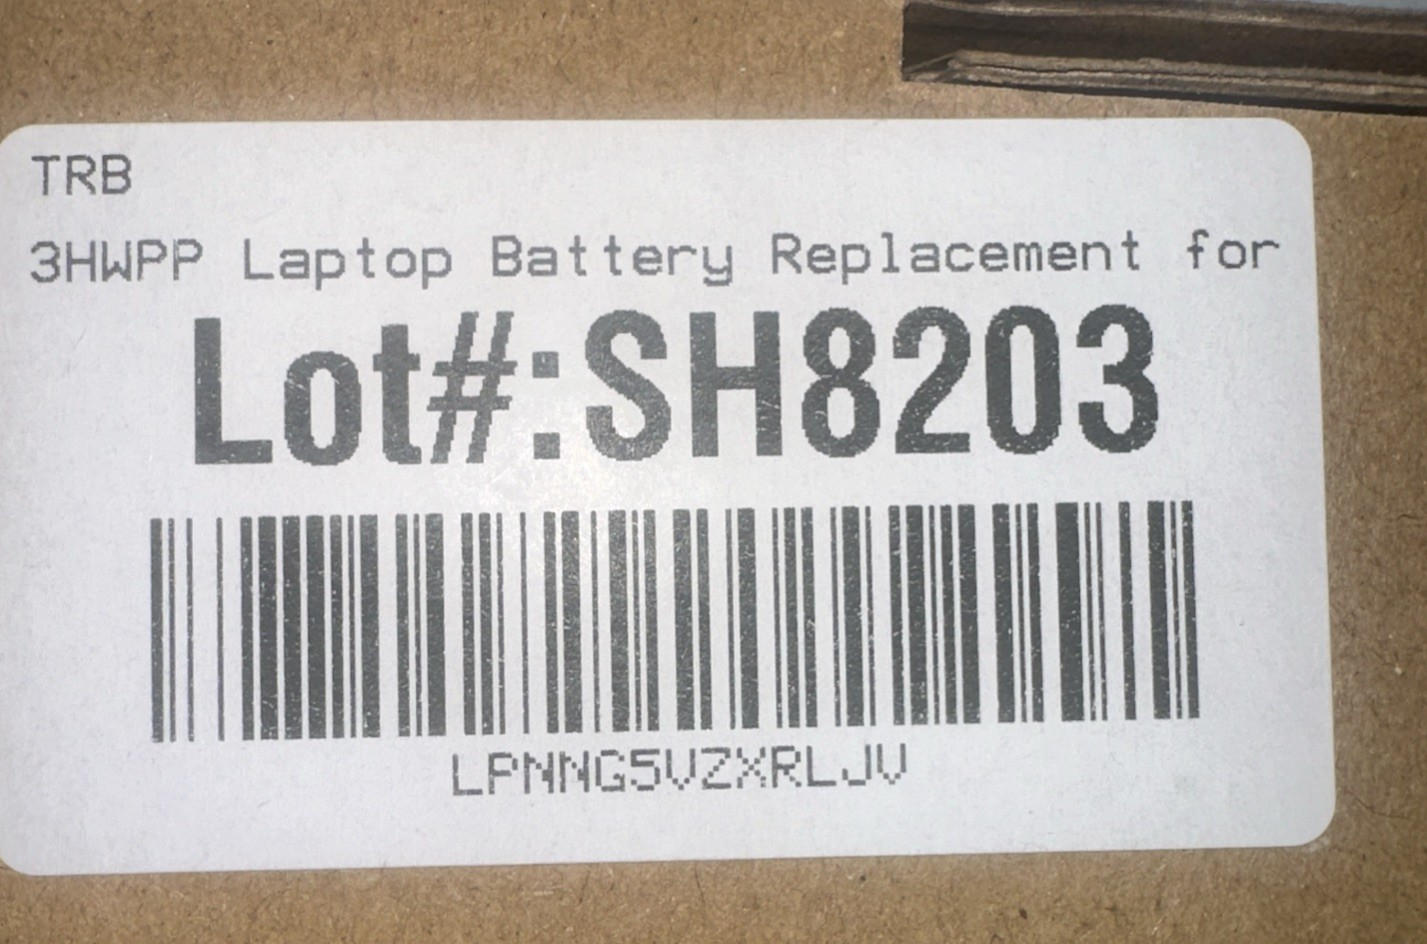 TRB
3HWPP Laptop Battery Replacement for
Lot#:SH8203
LPNNG5VZXRLJV